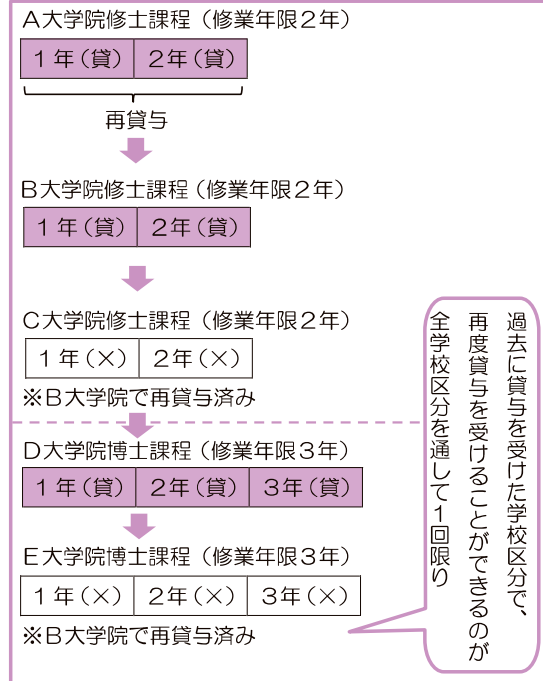 A大学院修士課程（修業年限2年）
1年（貸） 2年（貸）
再貸与
B大学院修士課程（修業年限2年）
1年（貸） 2年（貸）
C大学院修士課程（修業年限2年）
1年（×） 2年（×）
※B大学院で再貸与済み
D大学院博士課程（修業年限3年）
1年（貸） 2年（貸） 3年（貸）
E大学院博士課程（修業年限3年）
1年（×） 2年（×） 3年（×）
※B大学院で再貸与済み
過去に貸与を受けた学校区分で、
再度貸与を受けることができるのが
全学校区分を通して1回限り